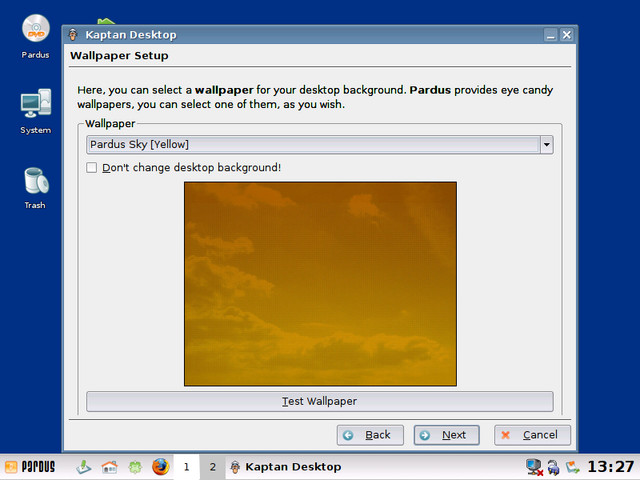 Kaptan Desktop
Pardus
Wallpaper Setup
Here, you can select a wallpaper for your desktop background. Pardus provides eye candy
wallpapers, you can select one of them, as you wish.
Wallpaper
Pardus Sky [Yellow]
System
Don't change desktop background!
Trash
Test Wallpaper
Back
Next
Cancel
PARDUS
1
2
Kaptan Desktop
13:27